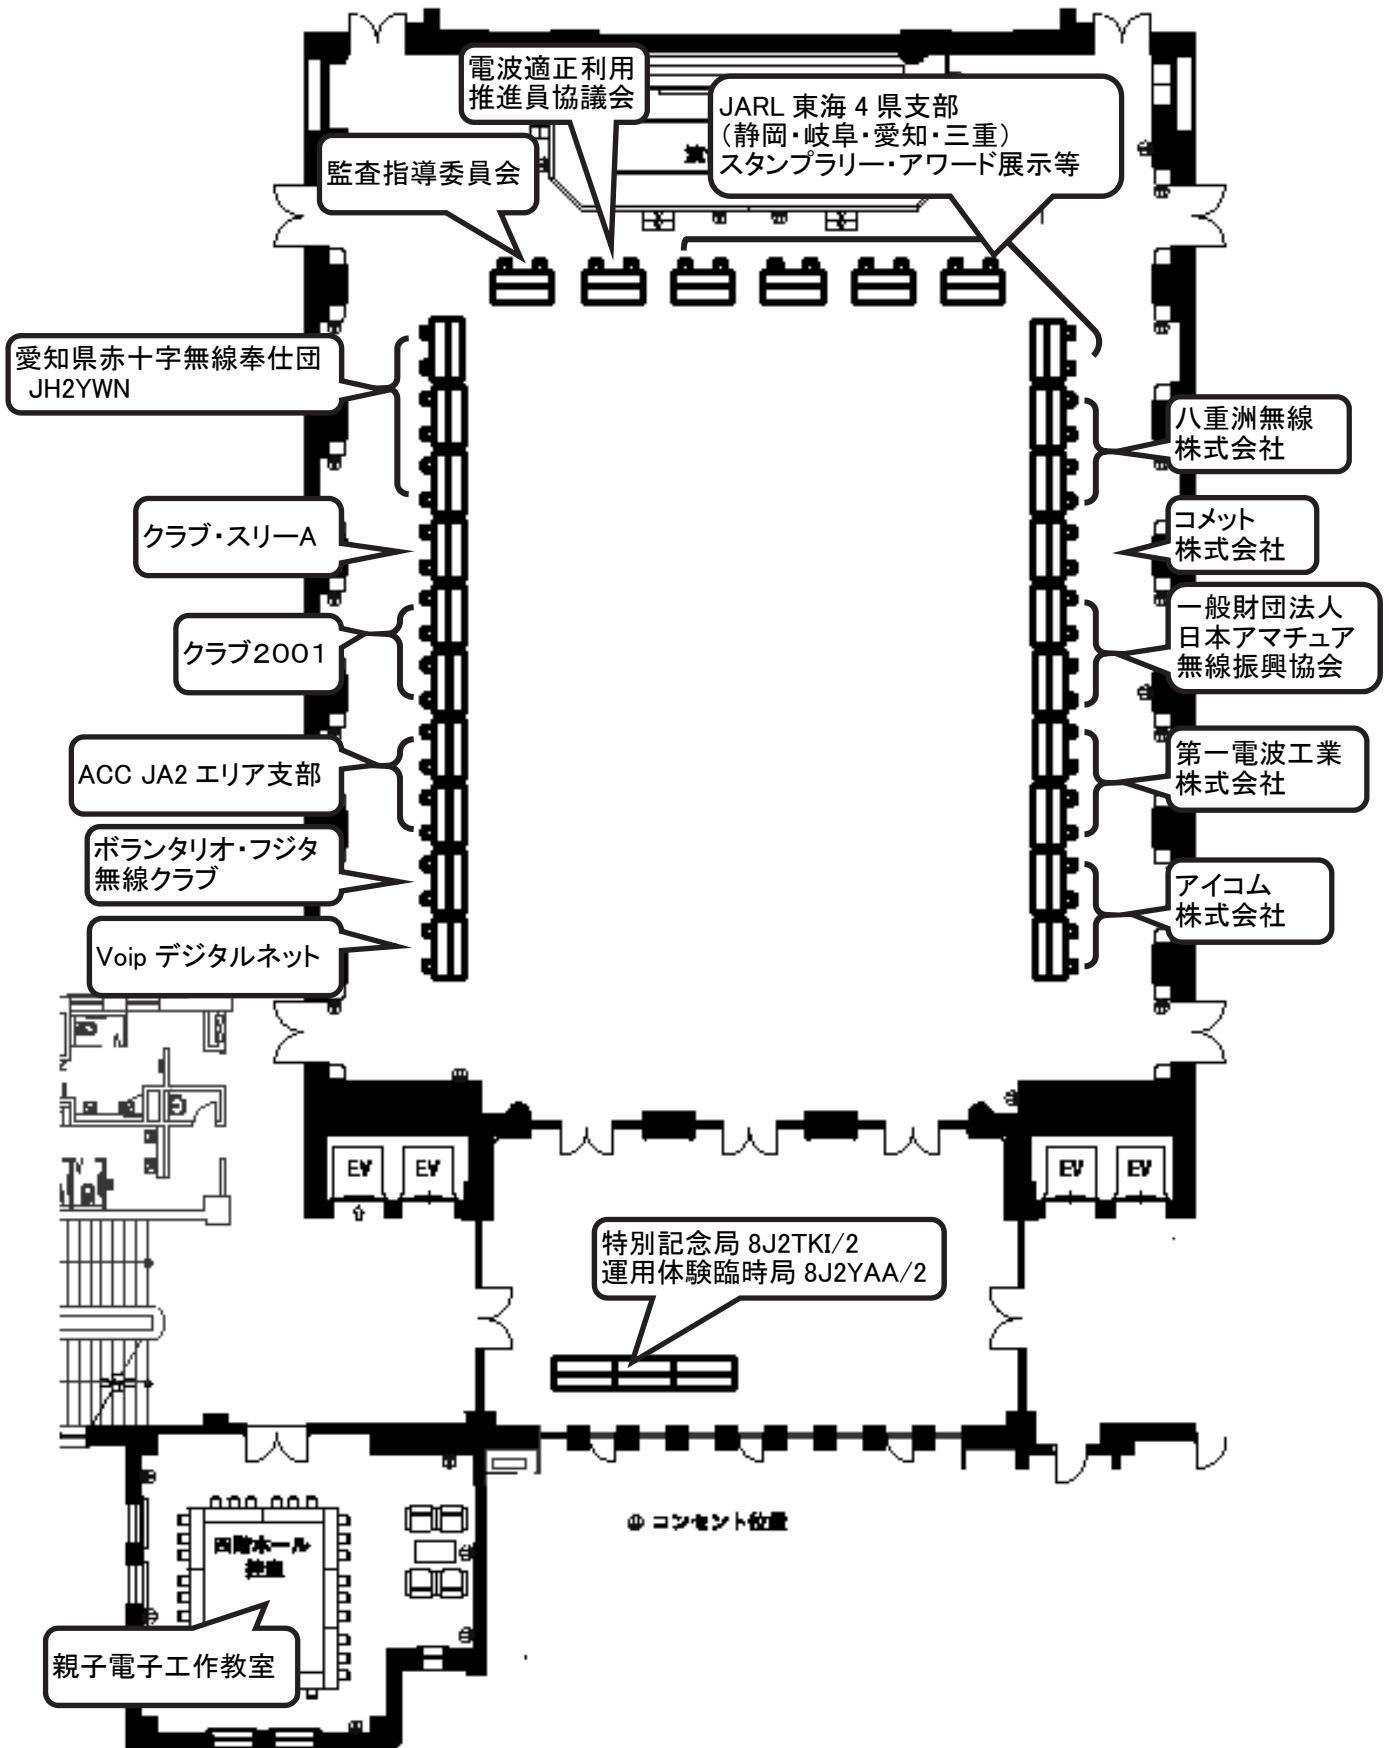 電波適正利用
推進員協議会
JARL 東海 4 県支部
（静岡・岐阜・愛知・三重）
スタンプラリー・アワード展示等
監査指導委員会
愛知県赤十字無線奉仕団
JH2YWN
クラブ・スリーA
クラブ2001
ACC JA2 エリア支部
ボランタリオ・フジタ
無線クラブ
Voip デジタルネット
八重洲無線
株式会社
コメット
株式会社
一般財団法人
日本アマチュア
無線振興協会
第一電波工業
株式会社
アイコム
株式会社
EV
EV
EV
EV
特別記念局 8J2TKI/2
運用体験臨時局 8J2YAA/2
コンセント位置
四階ホール
控室
親子電子工作教室